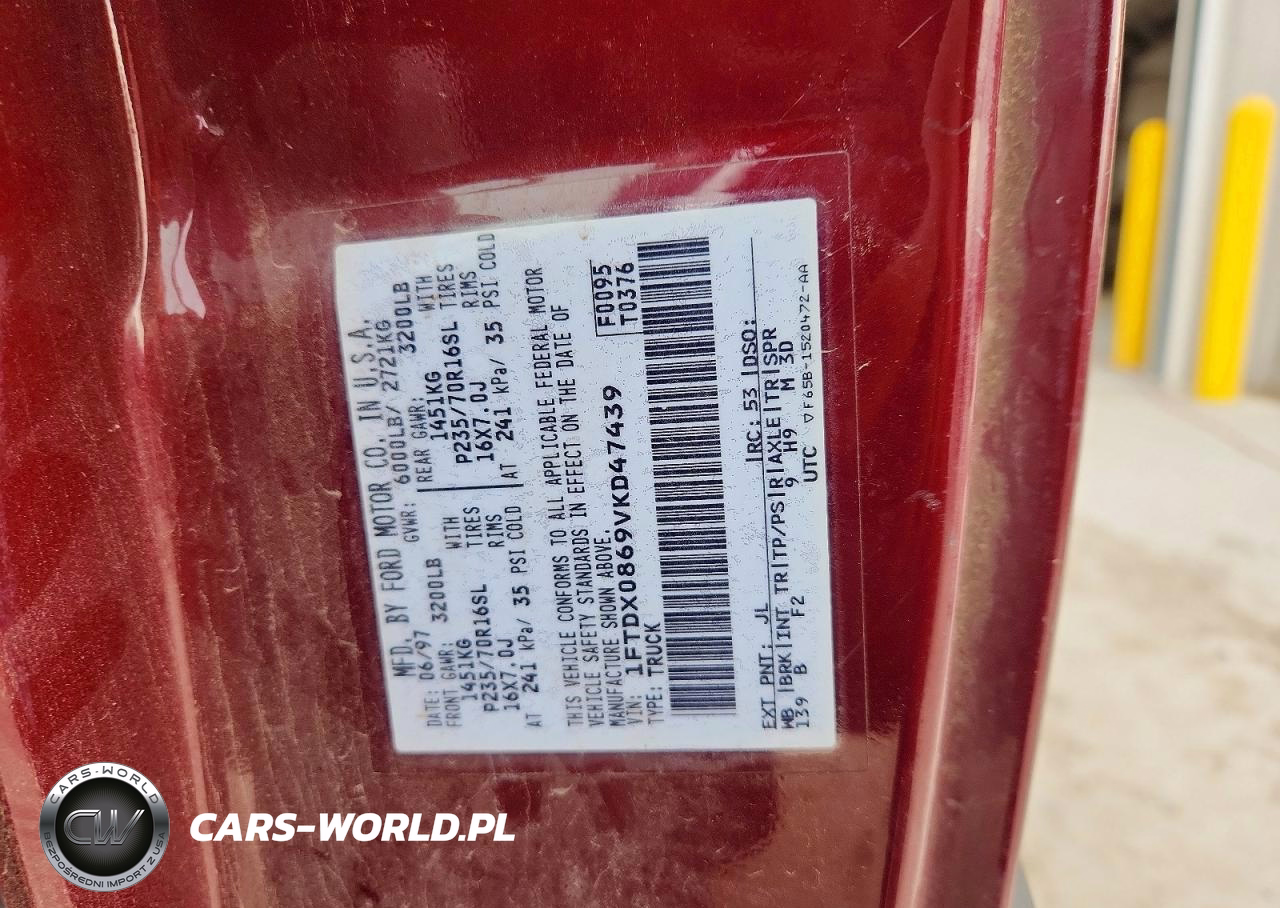 MFD. BY FORD MOTOR CO. IN U.S.A.
DATE: 06/97 GVWR: 6000LB/ 2721KG
FRONT GAWR: 3200LB REAR GAWR: 3200LB
1451KG WITH 1451KG WITH
P235/70R16SL TIRES P235/70R16SL TIRES
16X7.0J RIMS 16X7.0J RIMS
AT 241 kPa/ 35 PSI COLD AT 241 kPa/ 35 PSI COLD
THIS VEHICLE CONFORMS TO ALL APPLICABLE FEDERAL MOTOR
VEHICLE SAFETY STANDARDS IN EFFECT ON THE DATE OF
MANUFACTURE SHOWN ABOVE.
VIN: 1FTDX0869VKD47439 F0095
TYPE: TRUCK T0376
EXT PNT: JL RC: 53 DSO:
WB BRK INT TR TP/PS R AXLE TR SPR
139 B F2 9 H9 M 3D
UTC ▽F65B-1520472-AA
CARS-WORLD
CW
BEZPOŚREDNI IMPORT Z USA
CARS-WORLD.PL